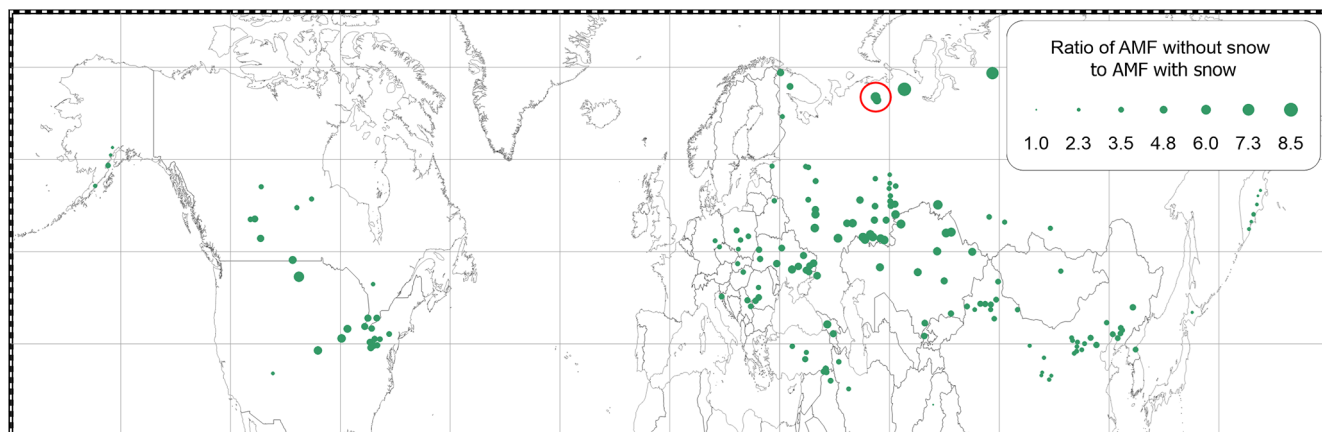 Ratio of AMF without snow
to AMF with snow
1.0 2.3 3.5 4.8 6.0 7.3 8.5